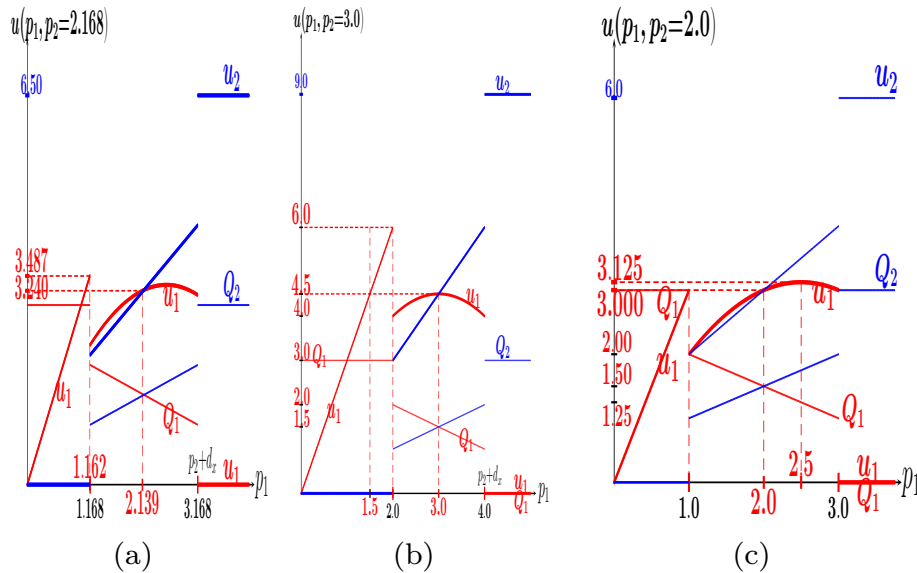 u(p₁, p₂=2.168)
6.50
u₂
3.487
3.240
u₁
Q₂
u₁
Q₁
1.162
p₂+dₓ
u₁
p₁
1.168
2.139
3.168
(a)
u(p₁, p₂=3.0)
9.0
u₂
6.0
4.5
4.0
u₁
3.0
Q₁
Q₂
2.0
u₁
1.5
Q₁
p₂+dₓ
u₁
p₁
1.5
2.0
3.0
4.0
Q₁
(b)
u(p₁, p₂=2.0)
6.0
u₂
3.125
Q₂
3.000
Q₁
u₁
2.00
u₁
1.50
1.25
Q₁
2.5
u₁
p₁
1.0
2.0
3.0
Q₁
(c)